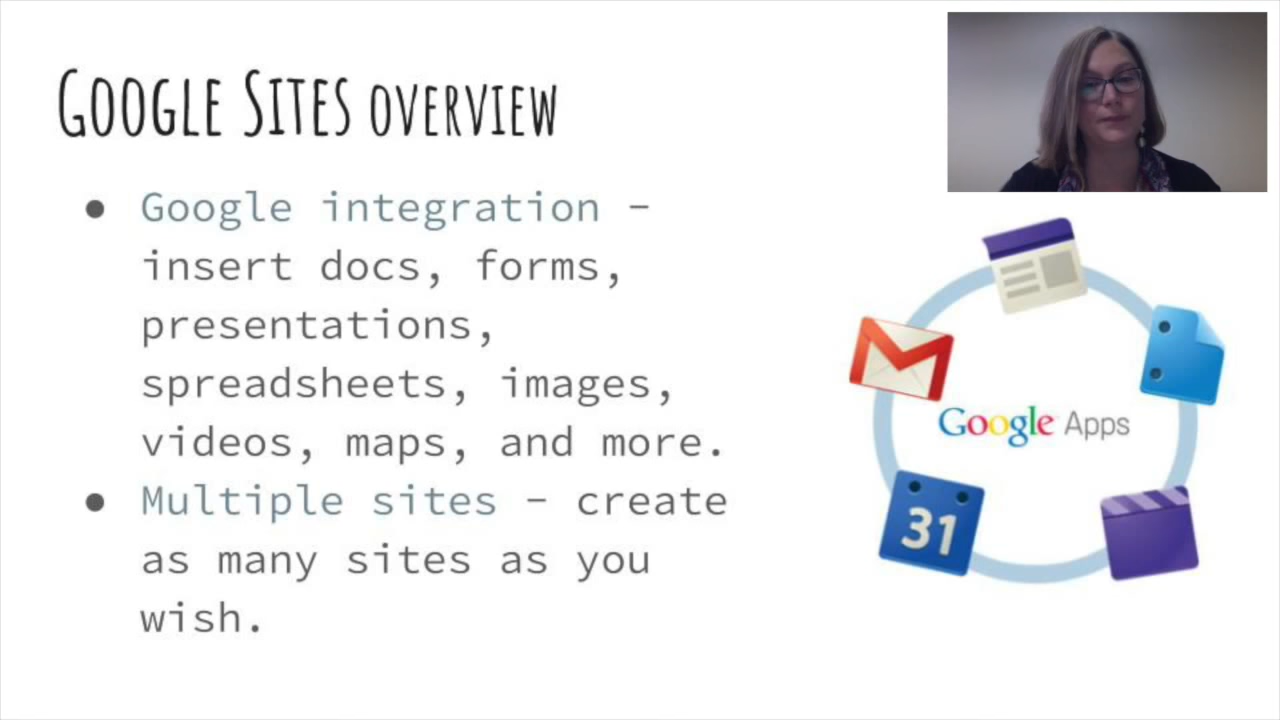 GOOGLE SITES OVERVIEW
● Google integration –
insert docs, forms,
presentations,
spreadsheets, images,
videos, maps, and more.
● Multiple sites – create
as many sites as you
wish.
Google Apps
31